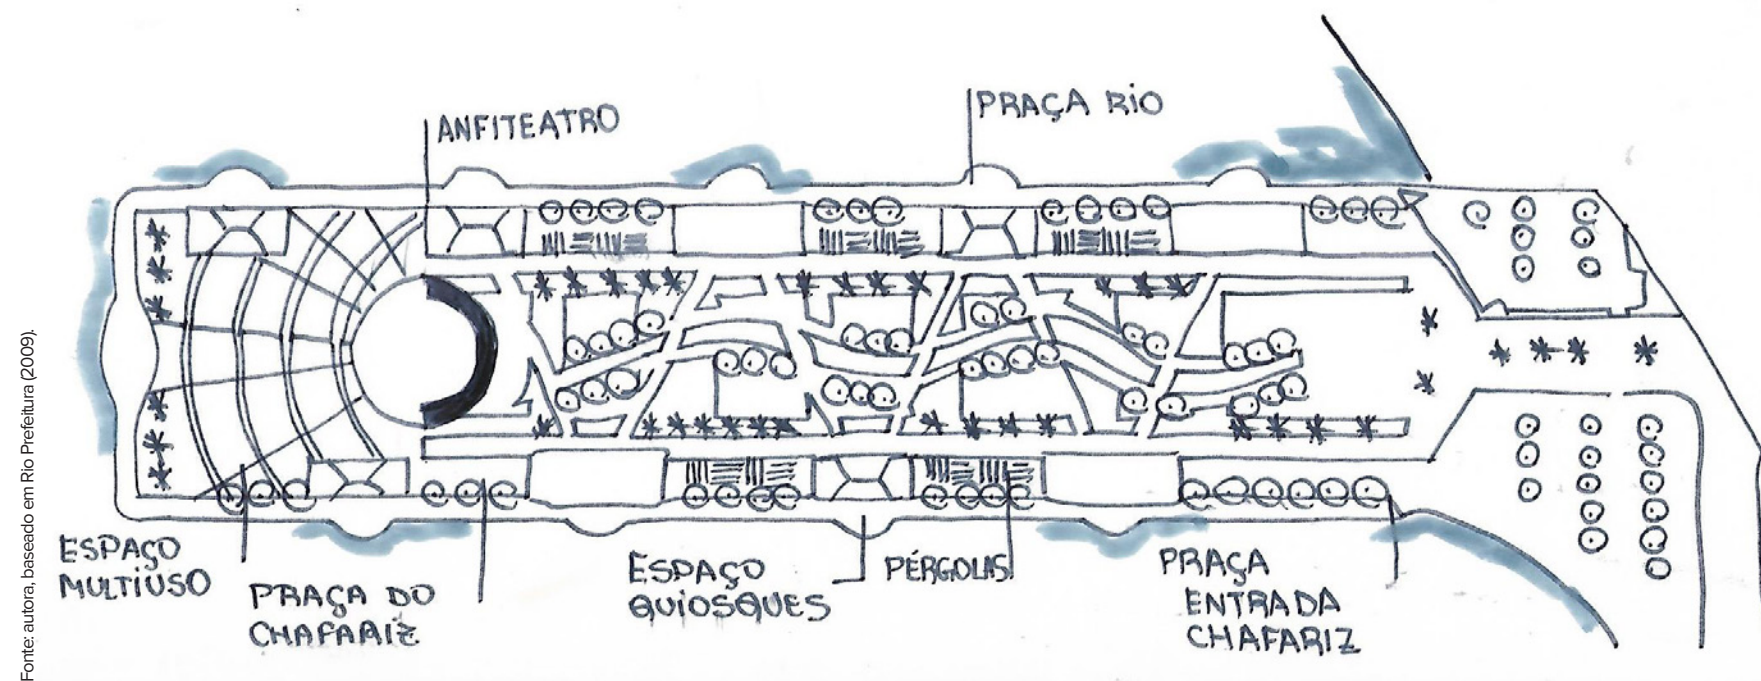 Fonte: autora, baseado em Rio Prefeitura (2009).
ANFITEATRO
PRAÇA RIO
ESPAÇO
MULTIUSO
PRAÇA DO
CHAFARIZ
ESPAÇO
QUIOSQUES
PÉRGOLAS
PRAÇA
ENTRADA
CHAFARIZ